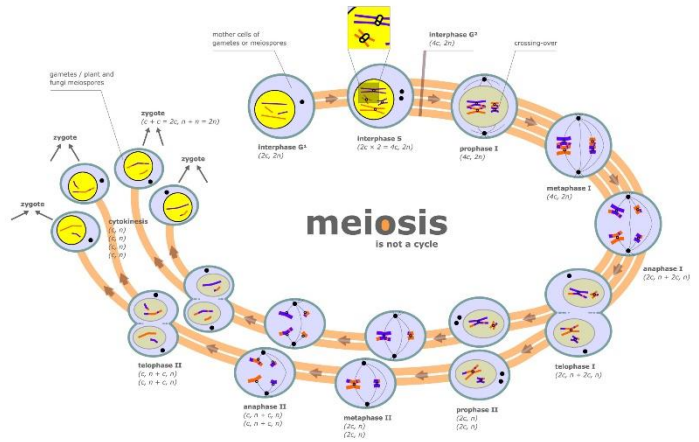 mother cells of
gametes or meiospores
interphase G²
(4c, 2n)
crossing-over
gametes / plant and
fungi meiospores
zygote
(c + c = 2c, n + n = 2n)
zygote
zygote
zygote
interphase G¹
(2c, 2n)
interphase S
(2c × 2 = 4c, 2n)
prophase I
(4c, 2n)
metaphase I
(4c, 2n)
anaphase I
(2c, n + 2c, n)
cytokinesis
(c, n)
(c, n)
(c, n)
(c, n)
meiosis
is not a cycle
telophase I
(2c, n + 2c, n)
prophase II
(2c, n)
(2c, n)
metaphase II
(2c, n)
(2c, n)
anaphase II
(c, n + c, n)
(c, n + c, n)
telophase II
(c, n + c, n)
(c, n + c, n)